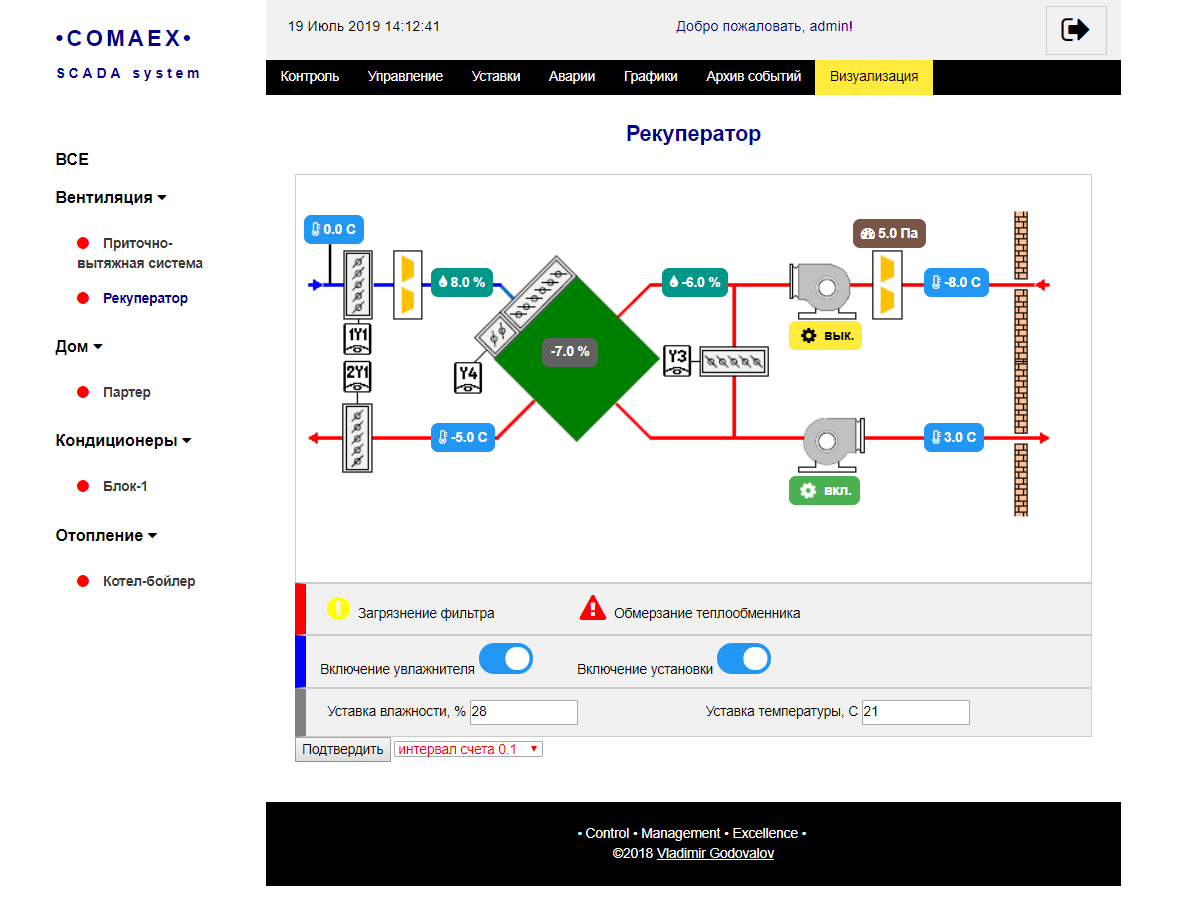 •COMAEX•
SCADA system
19 Июль 2019 14:12:41
Добро пожаловать, admin!
Контроль Управление Уставки Аварии Графики Архив событий Визуализация
ВСЕ
Вентиляция
Приточно-
вытяжная система
Рекуператор
Дом
Партер
Кондиционеры
Блок-1
Отопление
Котел-бойлер
Рекуператор
0.0 C
5.0 Па
8.0 %
-6.0 %
-8.0 C
1Y1
вык.
-7.0 %
Y3
2Y1
Y4
-5.0 C
3.0 C
вкл.
Загрязнение фильтра
Обмерзание теплообменника
Включение увлажнителя
Включение установки
Уставка влажности, % 28
Уставка температуры, C 21
Подтвердить
интервал счета 0.1
• Control • Management • Excellence •
©2018 Vladimir Godovalov